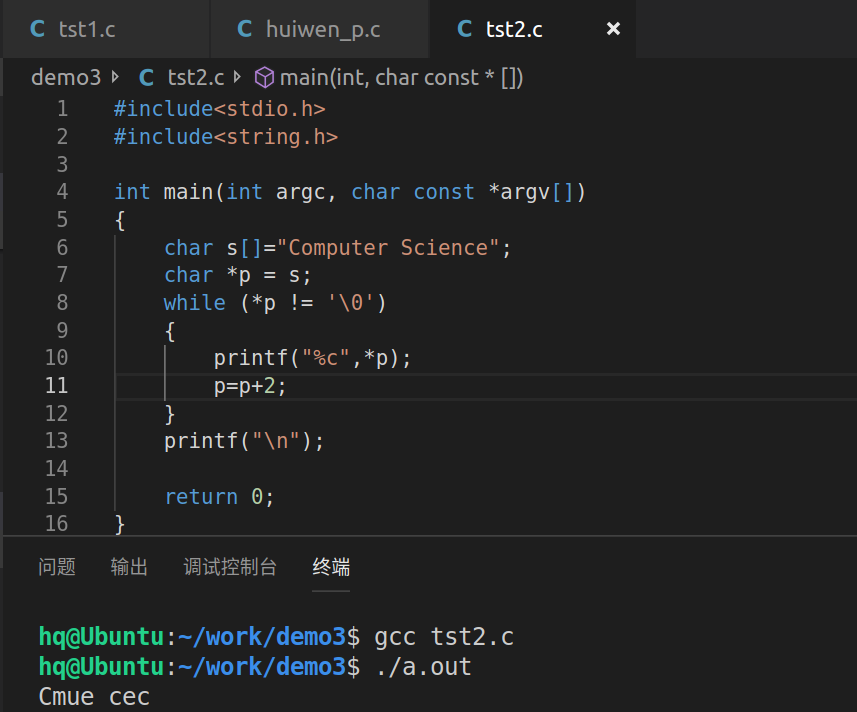 C tst1.c C huiwen_p.c C tst2.c ×
demo3 C tst2.c main(int, char const * [])
1 #include<stdio.h>
2 #include<string.h>
3
4 int main(int argc, char const *argv[])
5 {
6 char s[]="Computer Science";
7 char *p = s;
8 while (*p != '\0')
9 {
10 printf("%c",*p);
11 p=p+2;
12 }
13 printf("\n");
14
15 return 0;
16 }
问题 输出 调试控制台 终端
hq@Ubuntu:~/work/demo3$ gcc tst2.c
hq@Ubuntu:~/work/demo3$ ./a.out
Cmue cec